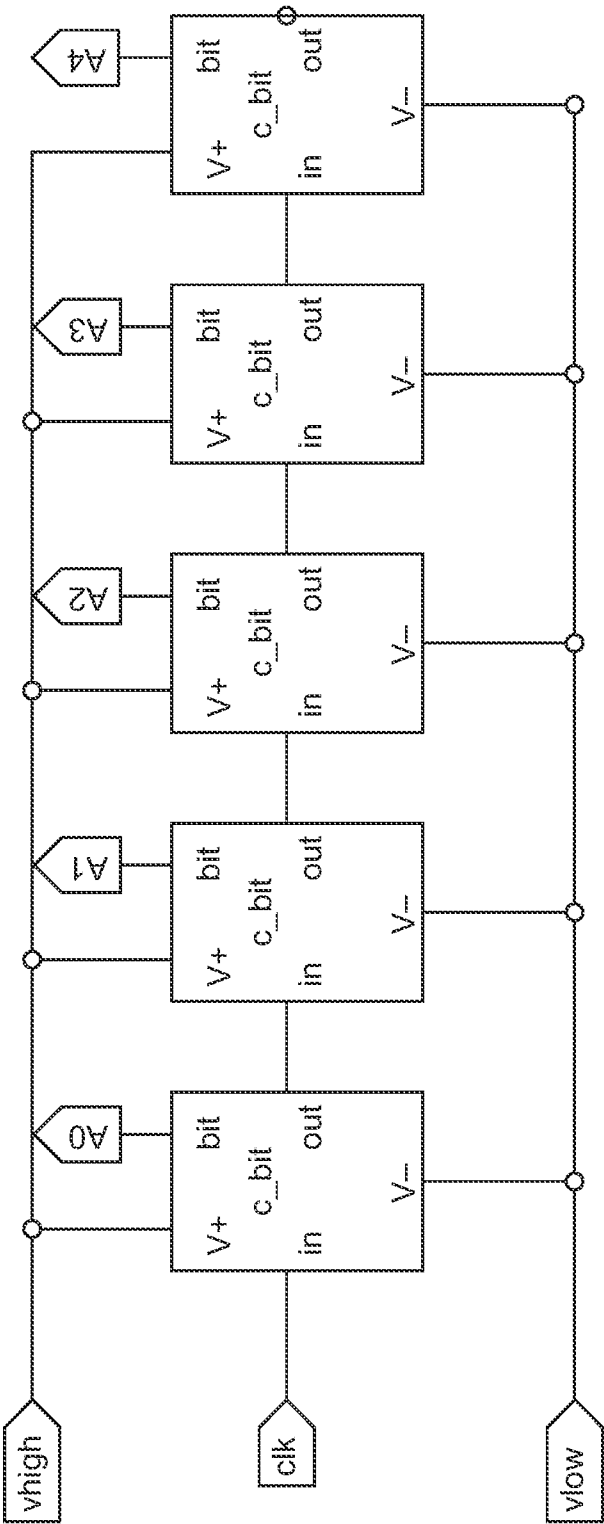 A0
A1
A2
A3
A4
vhigh
V+
bit
c_bit
in
out
V–
V+
bit
c_bit
in
out
V–
V+
bit
c_bit
in
out
V–
V+
bit
c_bit
in
out
V–
V+
bit
c_bit
in
out
V–
clk
vlow